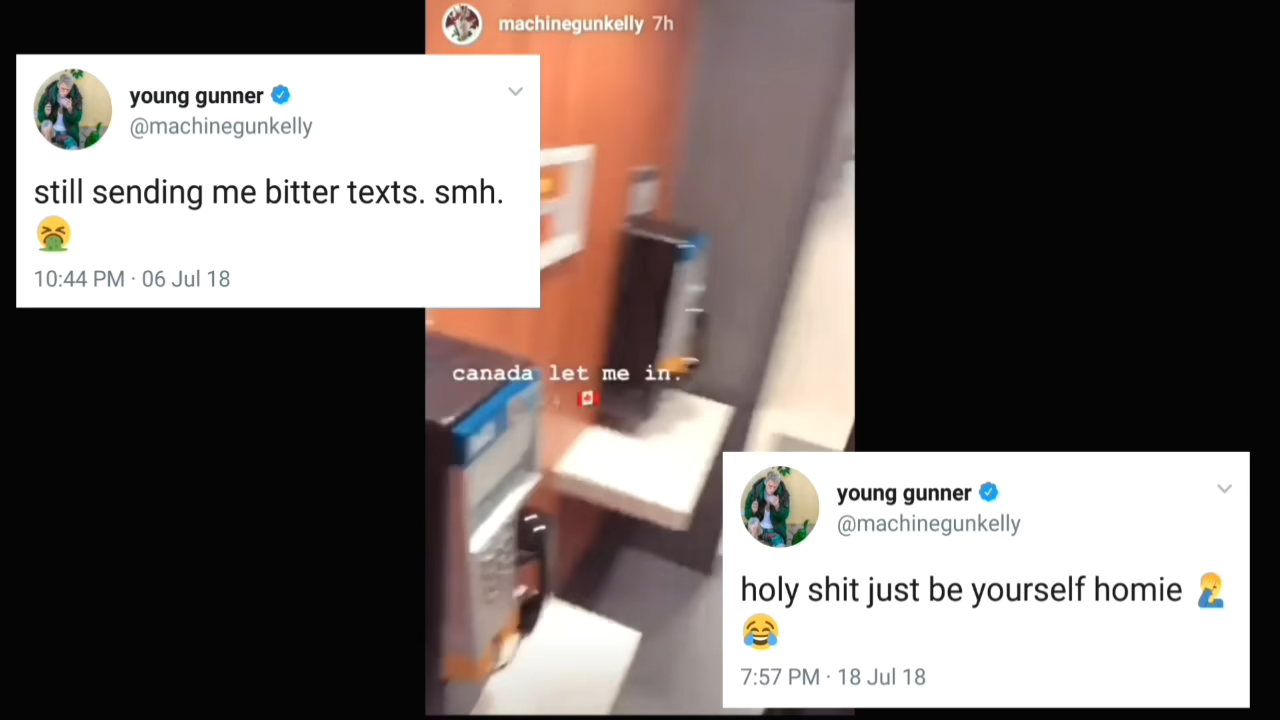 machinegunkelly 7h
young gunner
@machinegunkelly
still sending me bitter texts. smh.
🤮
10:44 PM · 06 Jul 18
canada let me in.
🇨🇦
young gunner
@machinegunkelly
holy shit just be yourself homie 🤦‍♂️
😂
7:57 PM · 18 Jul 18